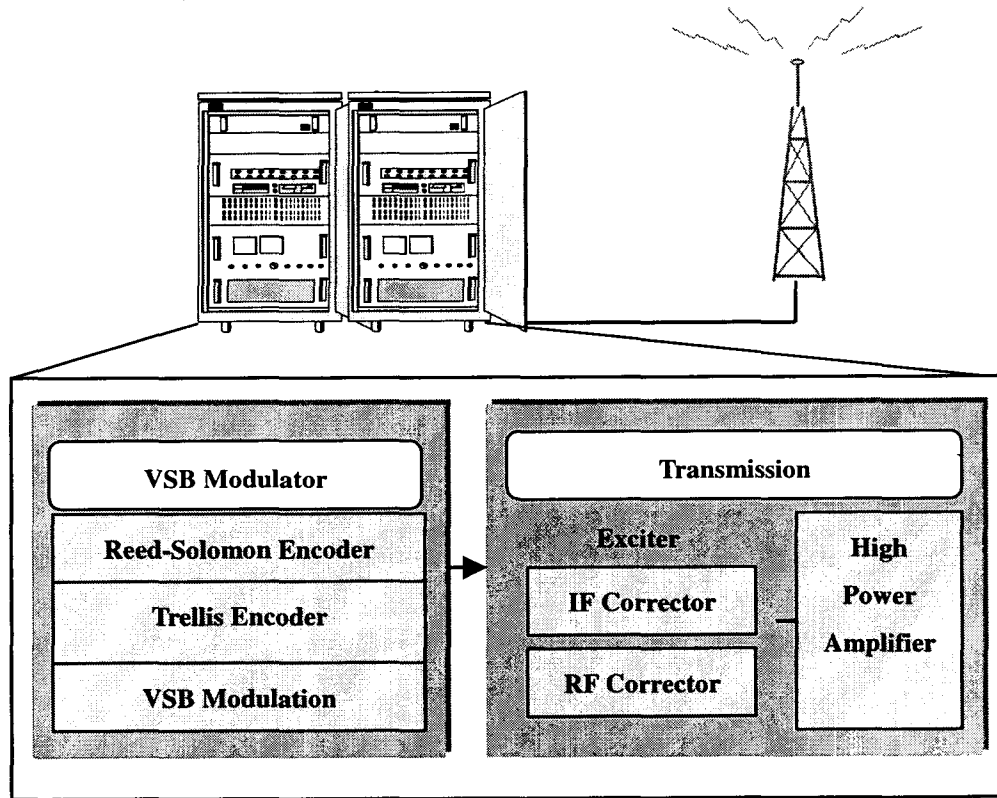 VSB Modulator
Reed-Solomon Encoder
Trellis Encoder
VSB Modulation
Transmission
Exciter
IF Corrector
RF Corrector
High
Power
Amplifier